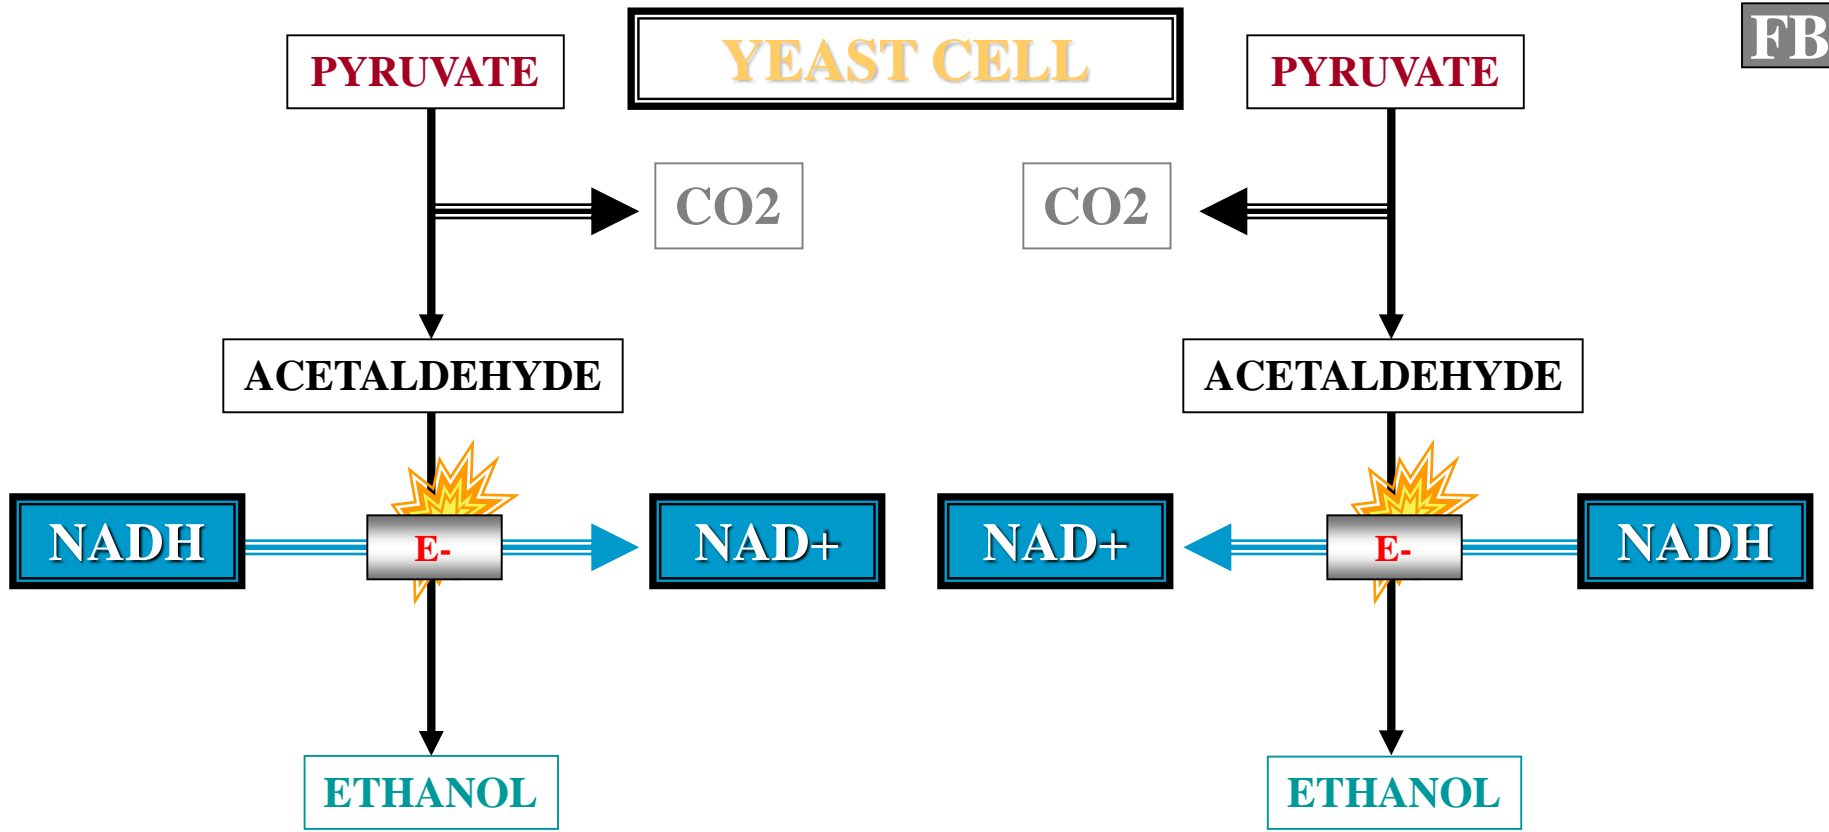 YEAST CELL
FB
PYRUVATE
PYRUVATE
CO2
CO2
ACETALDEHYDE
ACETALDEHYDE
NADH
E-
NAD+
NAD+
E-
NADH
ETHANOL
ETHANOL